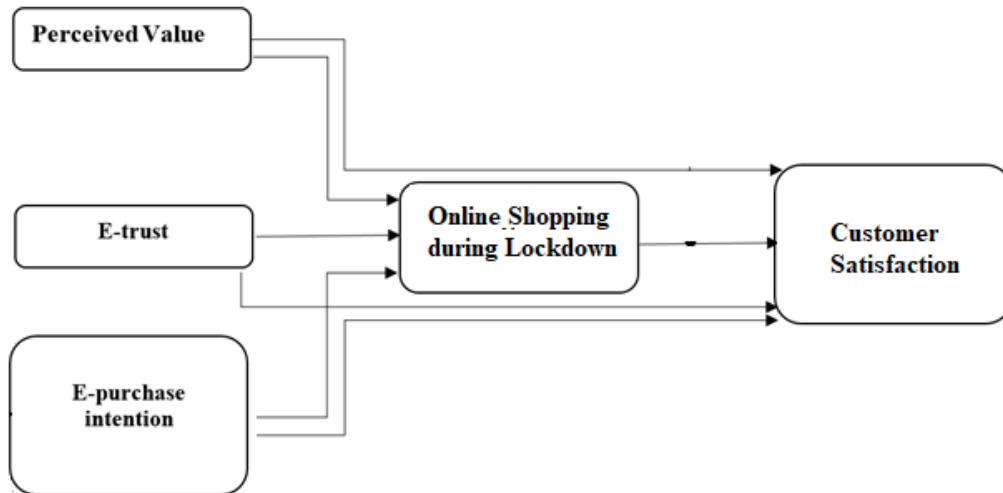 Perceived Value
E-trust
E-purchase
intention
Online Shopping
during Lockdown
Customer
Satisfaction